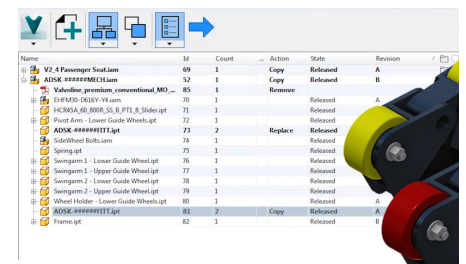 Name Id Count ... Action State Revision
V2_4 Passenger Seat.iam 69 1 Copy Released A
ADSK-######MECH.iam 52 1 Copy Released B
Valvoline_premium_conventional_MO_... 85 1 Remove
EHFM30-D616Y-Y4.iam 70 1 Released A
HCR45A_60_800R_SS_B_PT1_8_Slider.ipt 71 1 Released
Pivot Arm - Lower Guide Wheels.ipt 72 1 Released
ADSK-######FITT.ipt 73 2 Replace Released
SideWheel Bolts.iam 74 1 Released
Spring.ipt 75 1 Released
Swingarm 1 - Lower Guide Wheel.ipt 76 1 Released
Swingarm 1 - Upper Guide Wheel.ipt 77 1 Released
Swingarm 2 - Lower Guide Wheel.ipt 78 1 Released
Swingarm 2 - Upper Guide Wheel.ipt 79 1 Released
Wheel Holder - Lower Guide Wheels.ipt 80 1 Released A
ADSK-######FITT.ipt 81 2 Copy Released A
Frame.ipt 82 1 Released B